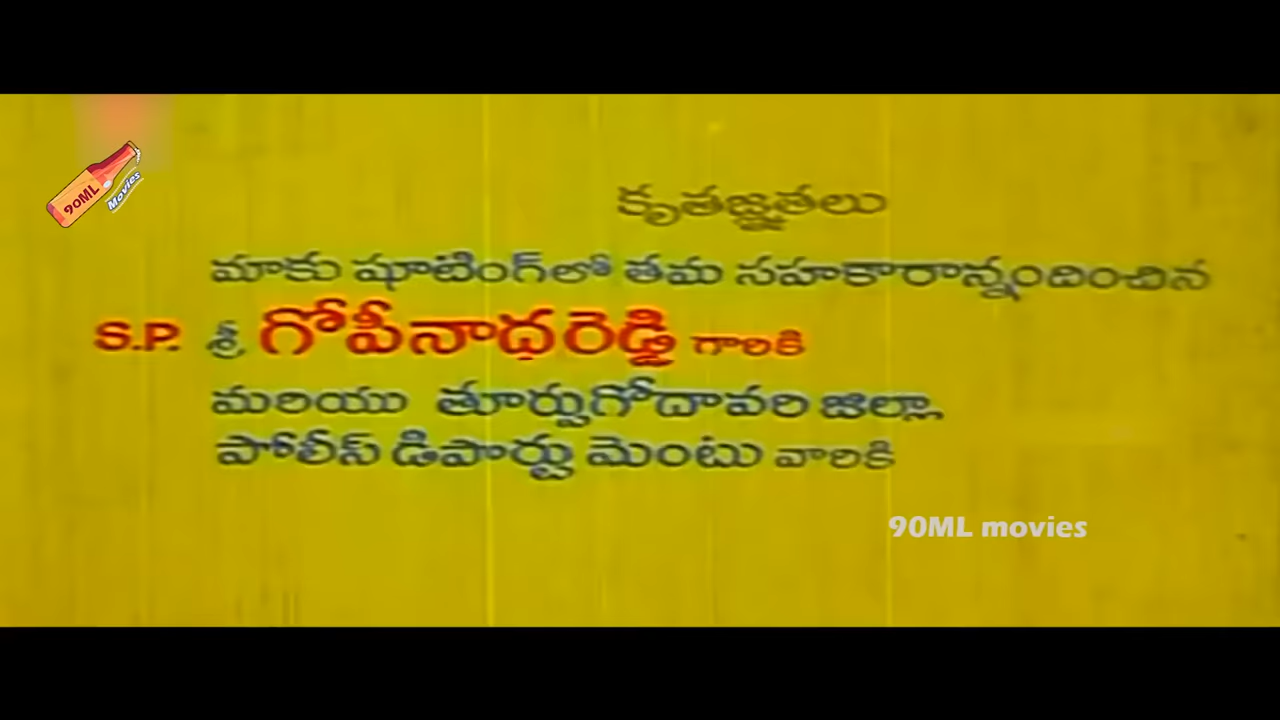 90ML
Movies
కృతజ్ఞతలు
మాకు షూటింగ్‌లో తమ సహకారాన్నందించిన
S.P. శ్రీ గోపీనాధరెడ్డి గారికి
మరియు తూర్పుగోదావరి జిల్లా
పోలీస్ డిపార్టుమెంటు వారికి
90ML movies